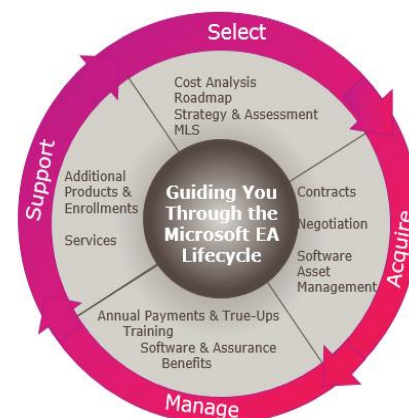 Select
Cost Analysis
Roadmap
Strategy & Assessment
MLS
Acquire
Contracts
Negotiation
Software
Asset
Management
Manage
Annual Payments & True-Ups
Training
Software & Assurance
Benefits
Support
Additional
Products &
Enrollments
Services
Guiding You
Through the
Microsoft EA
Lifecycle